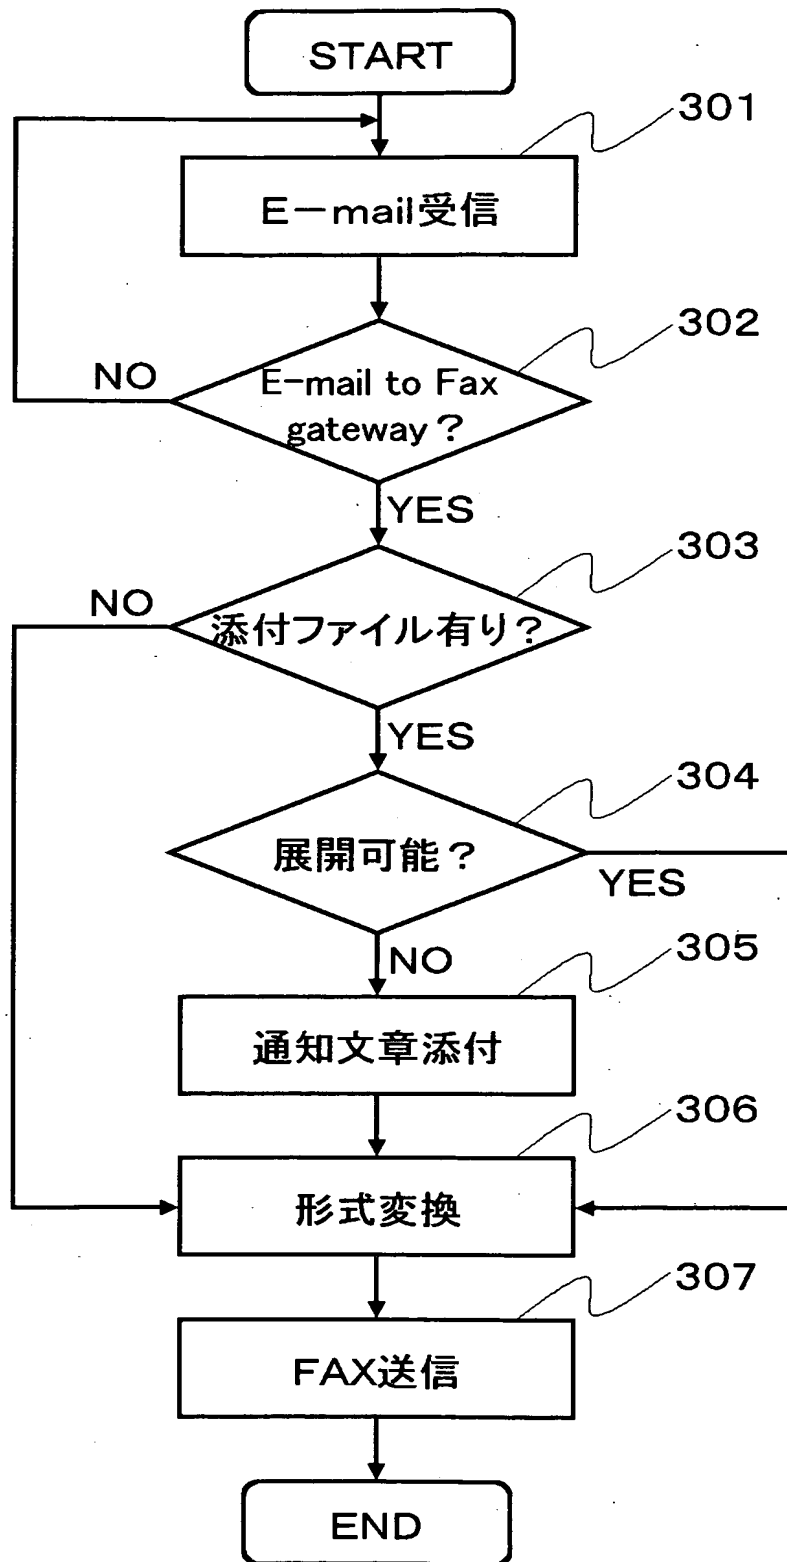 START
301
E−mail受信
302
NO
E-mail to Fax
gateway？
YES
303
NO
添付ファイル有り？
YES
304
展開可能？
YES
NO
305
通知文章添付
306
形式変換
307
FAX送信
END